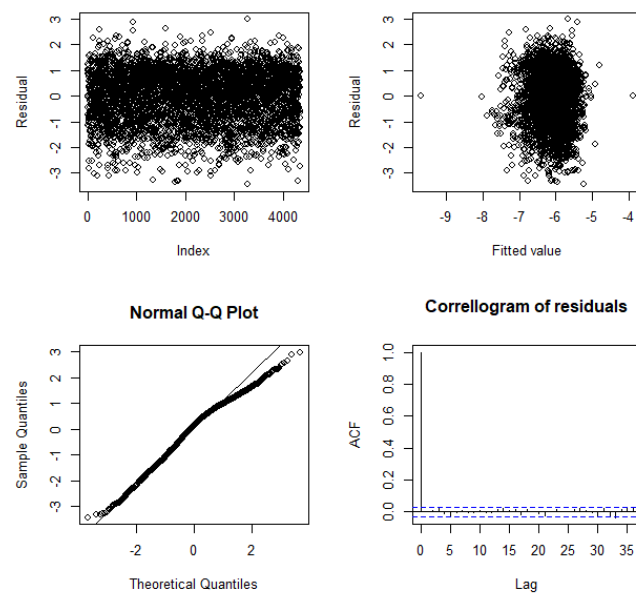 Residual
3
2
1
0
-1
-2
-3
0 1000 2000 3000 4000
Index
Residual
3
2
1
0
-1
-2
-3
-9 -8 -7 -6 -5 -4
Fitted value
Normal Q-Q Plot
Sample Quantiles
3
2
1
0
-1
-2
-3
-2 0 2
Theoretical Quantiles
Correllogram of residuals
ACF
1.0
0.8
0.6
0.4
0.2
0.0
0 5 10 15 20 25 30 35
Lag